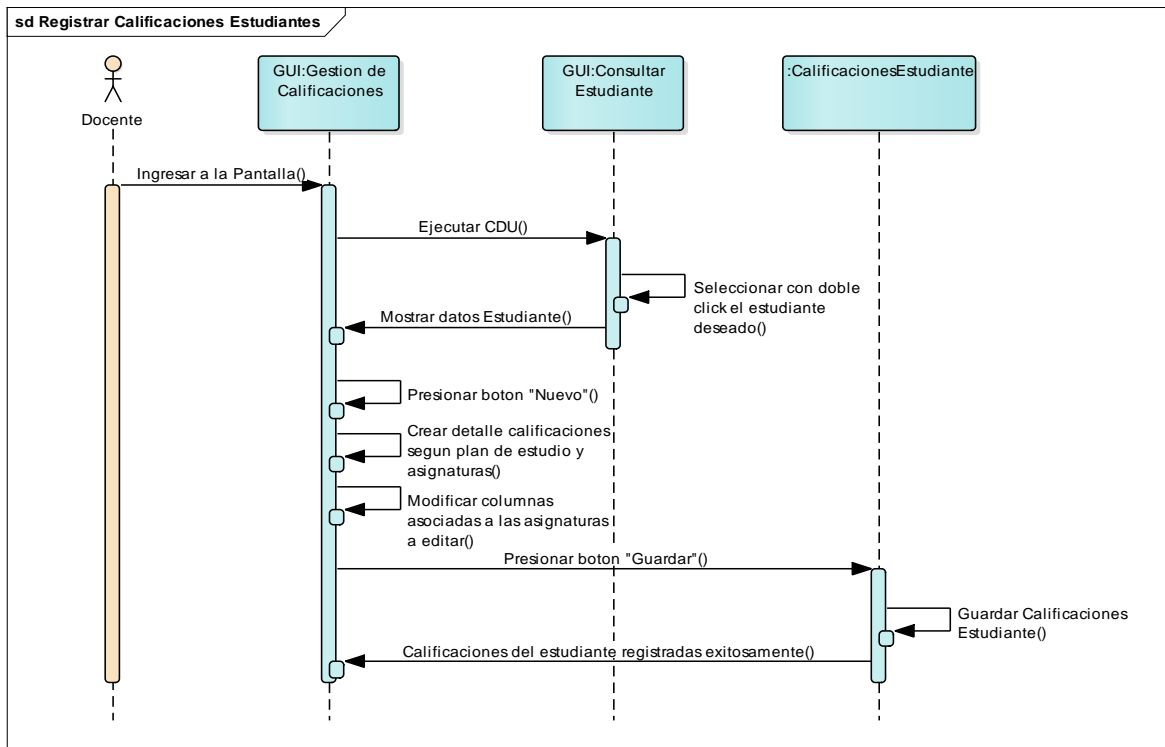 sd Registrar Calificaciones Estudiantes
Docente
GUI:Gestion de
Calificaciones
GUI:Consultar
Estudiante
:CalificacionesEstudiante
Ingresar a la Pantalla()
Ejecutar CDU()
Seleccionar con doble
click el estudiante
deseado()
Mostrar datos Estudiante()
Presionar boton "Nuevo"()
Crear detalle calificaciones
segun plan de estudio y
asignaturas()
Modificar columnas
asociadas a las asignaturas
a editar()
Presionar boton "Guardar"()
Guardar Calificaciones
Estudiante()
Calificaciones del estudiante registradas exitosamente()